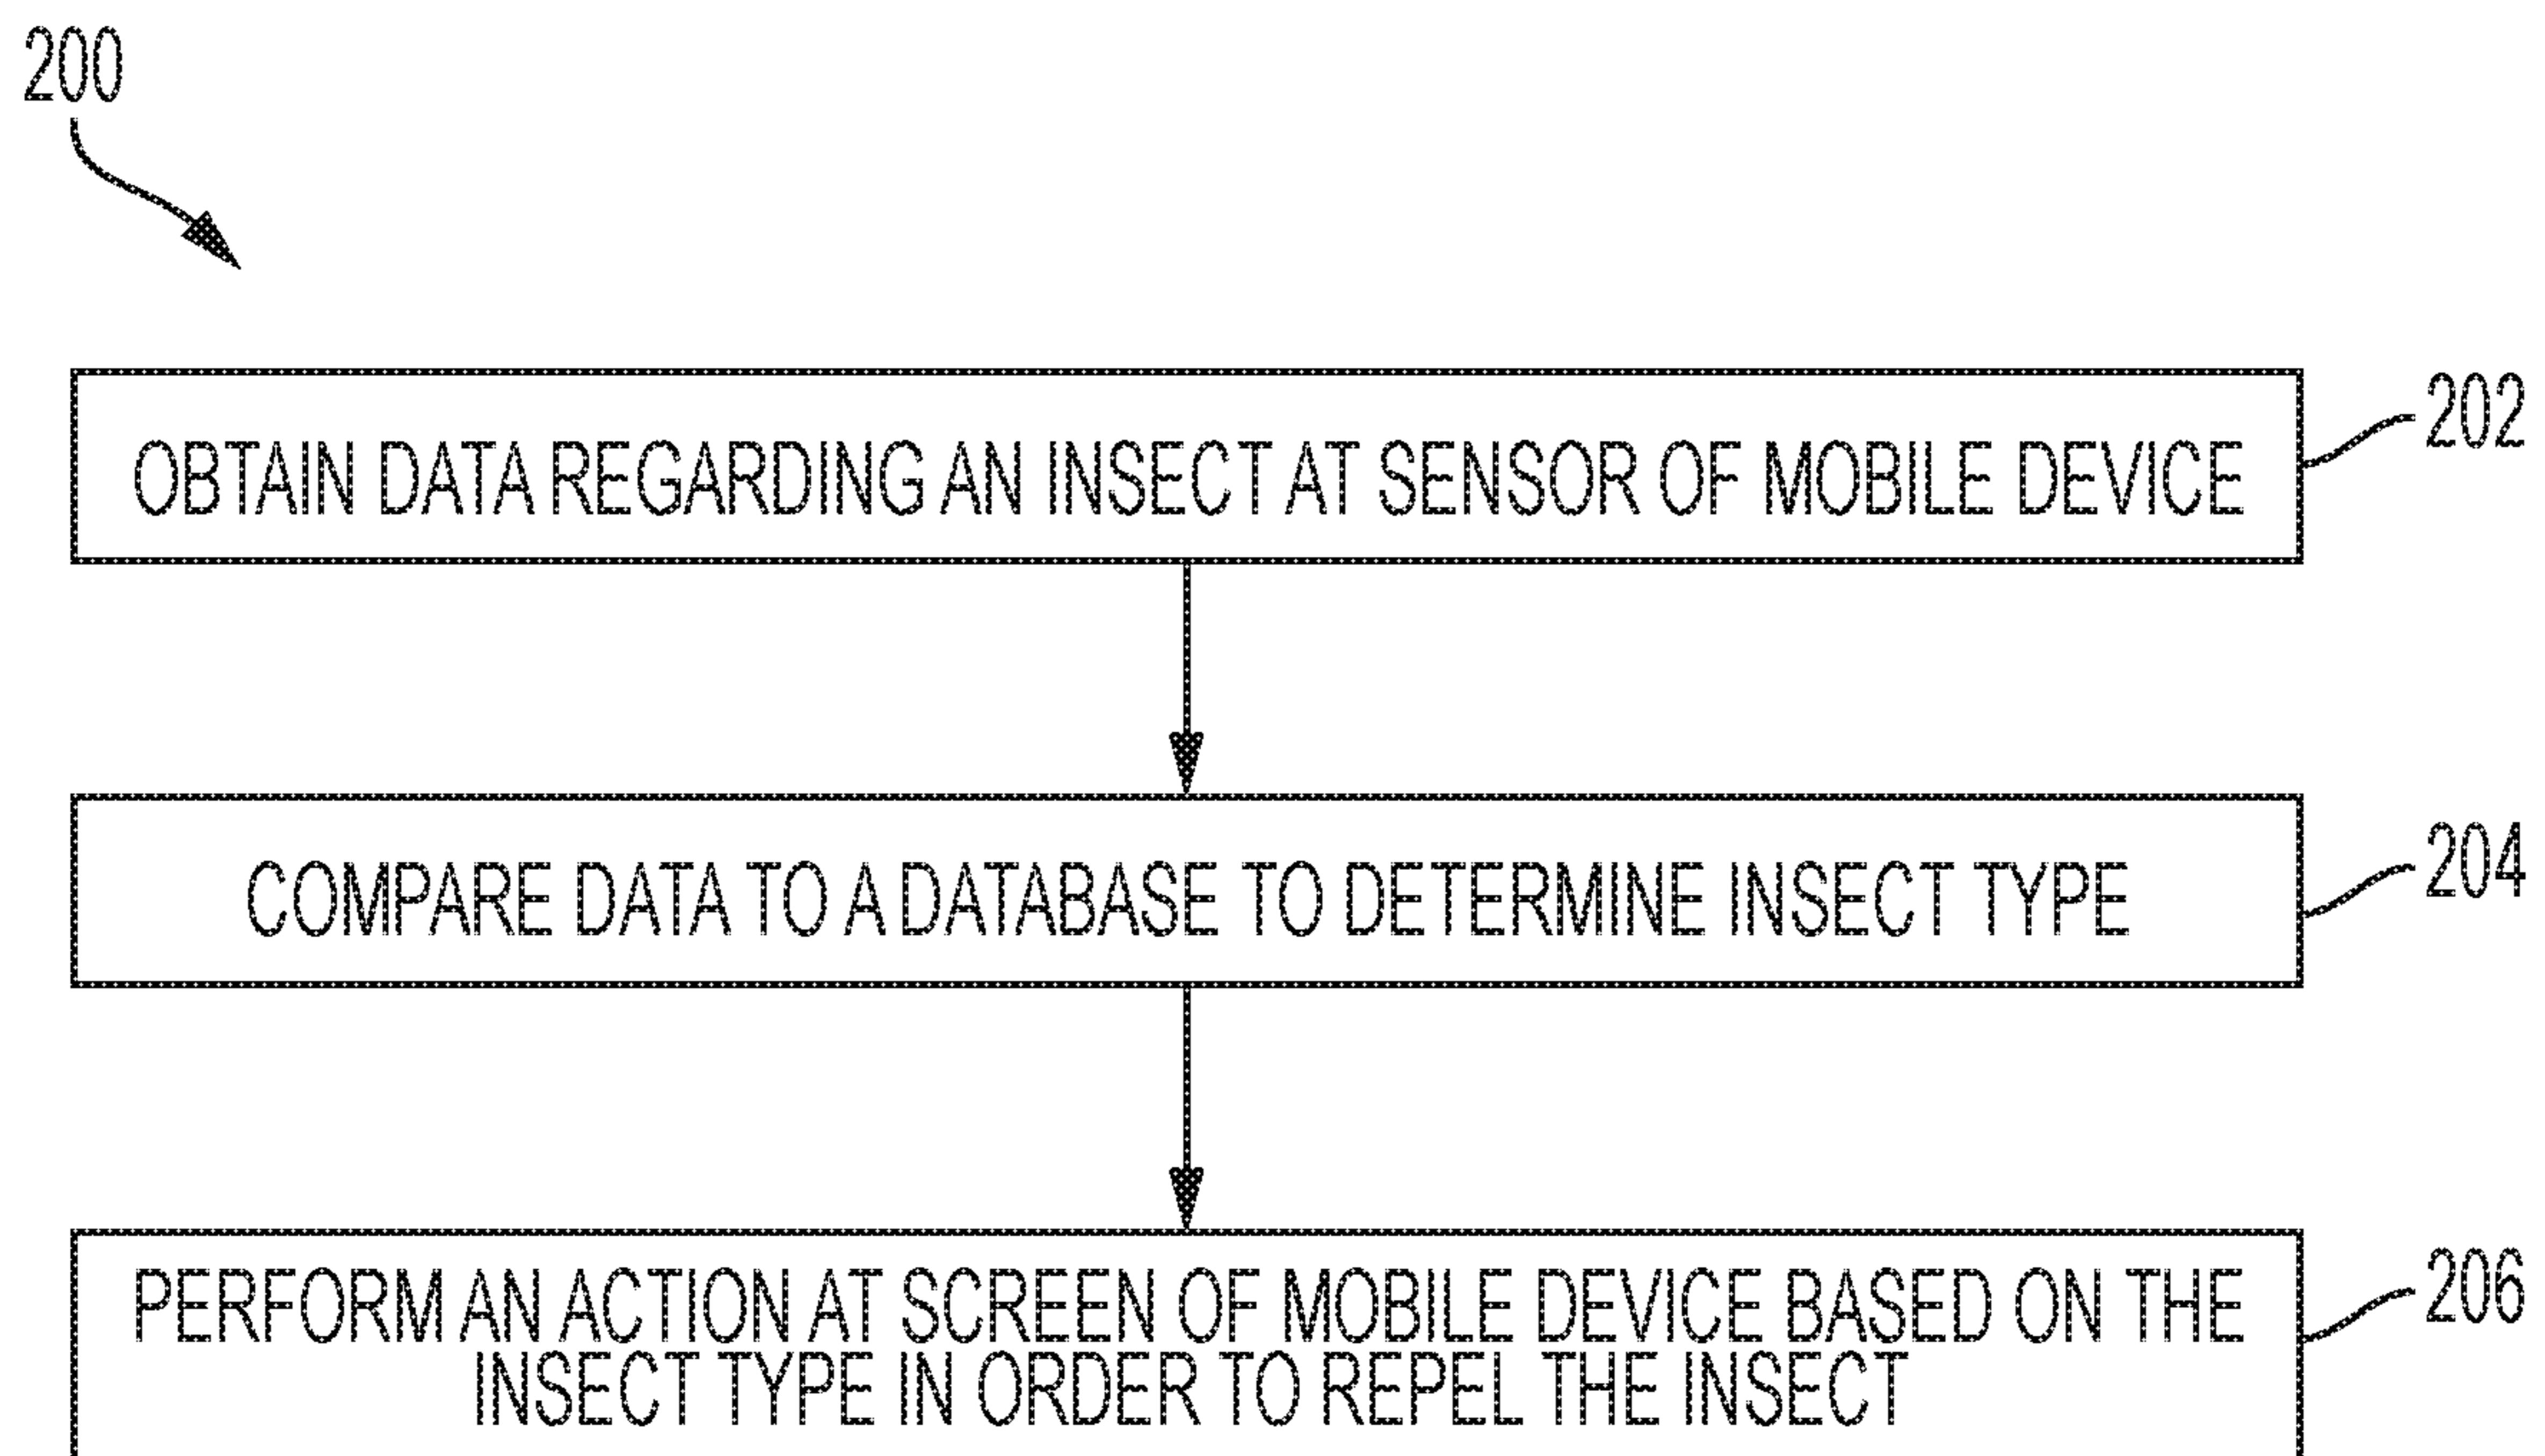 200
OBTAIN DATA REGARDING AN INSECT AT SENSOR OF MOBILE DEVICE
202
COMPARE DATA TO A DATABASE TO DETERMINE INSECT TYPE
204
PERFORM AN ACTION AT SCREEN OF MOBILE DEVICE BASED ON THE
INSECT TYPE IN ORDER TO REPEL THE INSECT
206